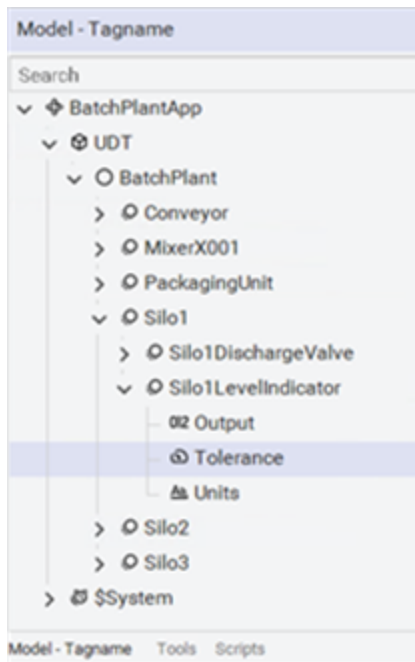 Model - Tagname
Search
BatchPlantApp
UDT
BatchPlant
Conveyor
MixerX001
PackagingUnit
Silo1
Silo1DischargeValve
Silo1LevelIndicator
Output
Tolerance
Units
Silo2
Silo3
$System
Model - Tagname Tools Scripts